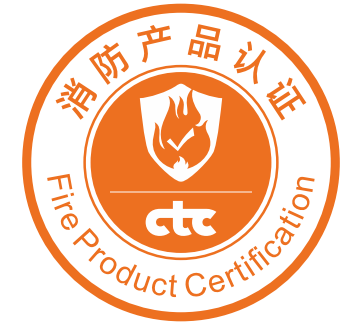 消防产品认证
ctc
Fire Product Certification